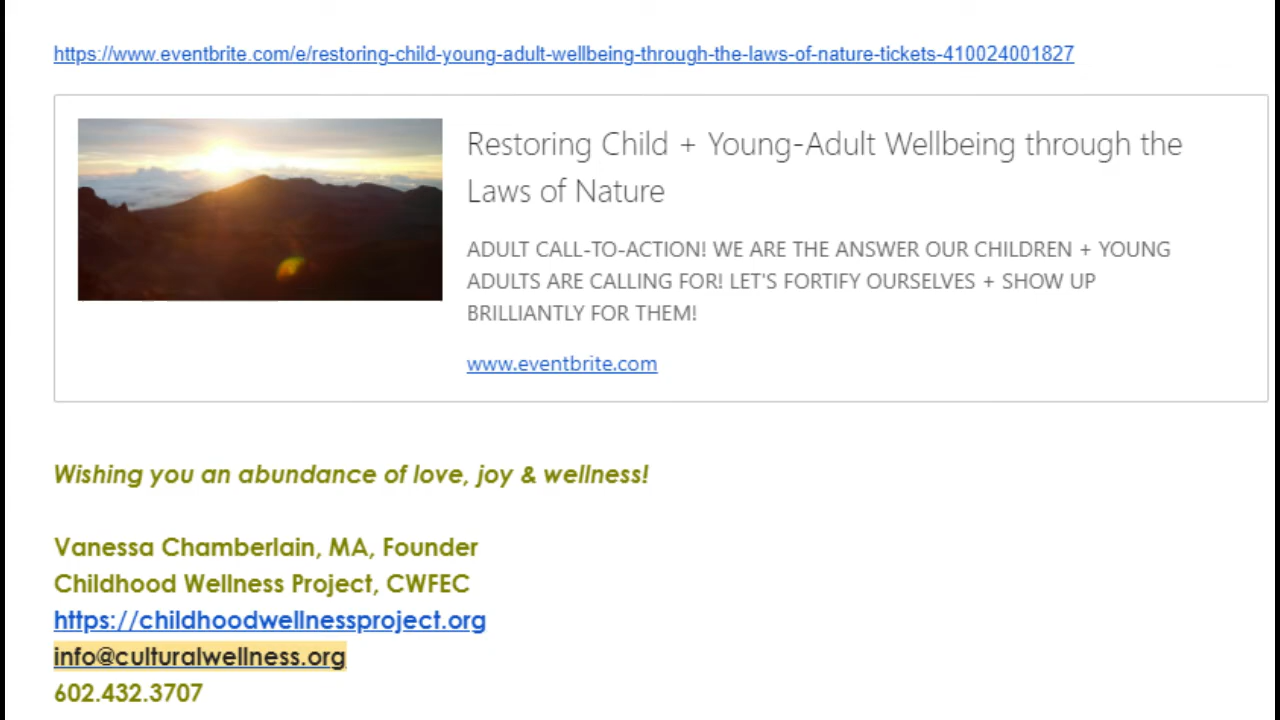 https://www.eventbrite.com/e/restoring-child-young-adult-wellbeing-through-the-laws-of-nature-tickets-410024001827
Restoring Child + Young-Adult Wellbeing through the
Laws of Nature
ADULT CALL-TO-ACTION! WE ARE THE ANSWER OUR CHILDREN + YOUNG
ADULTS ARE CALLING FOR! LET'S FORTIFY OURSELVES + SHOW UP
BRILLIANTLY FOR THEM!
www.eventbrite.com
Wishing you an abundance of love, joy & wellness!
Vanessa Chamberlain, MA, Founder
Childhood Wellness Project, CWFEC
https://childhoodwellnessproject.org
info@culturalwellness.org
602.432.3707